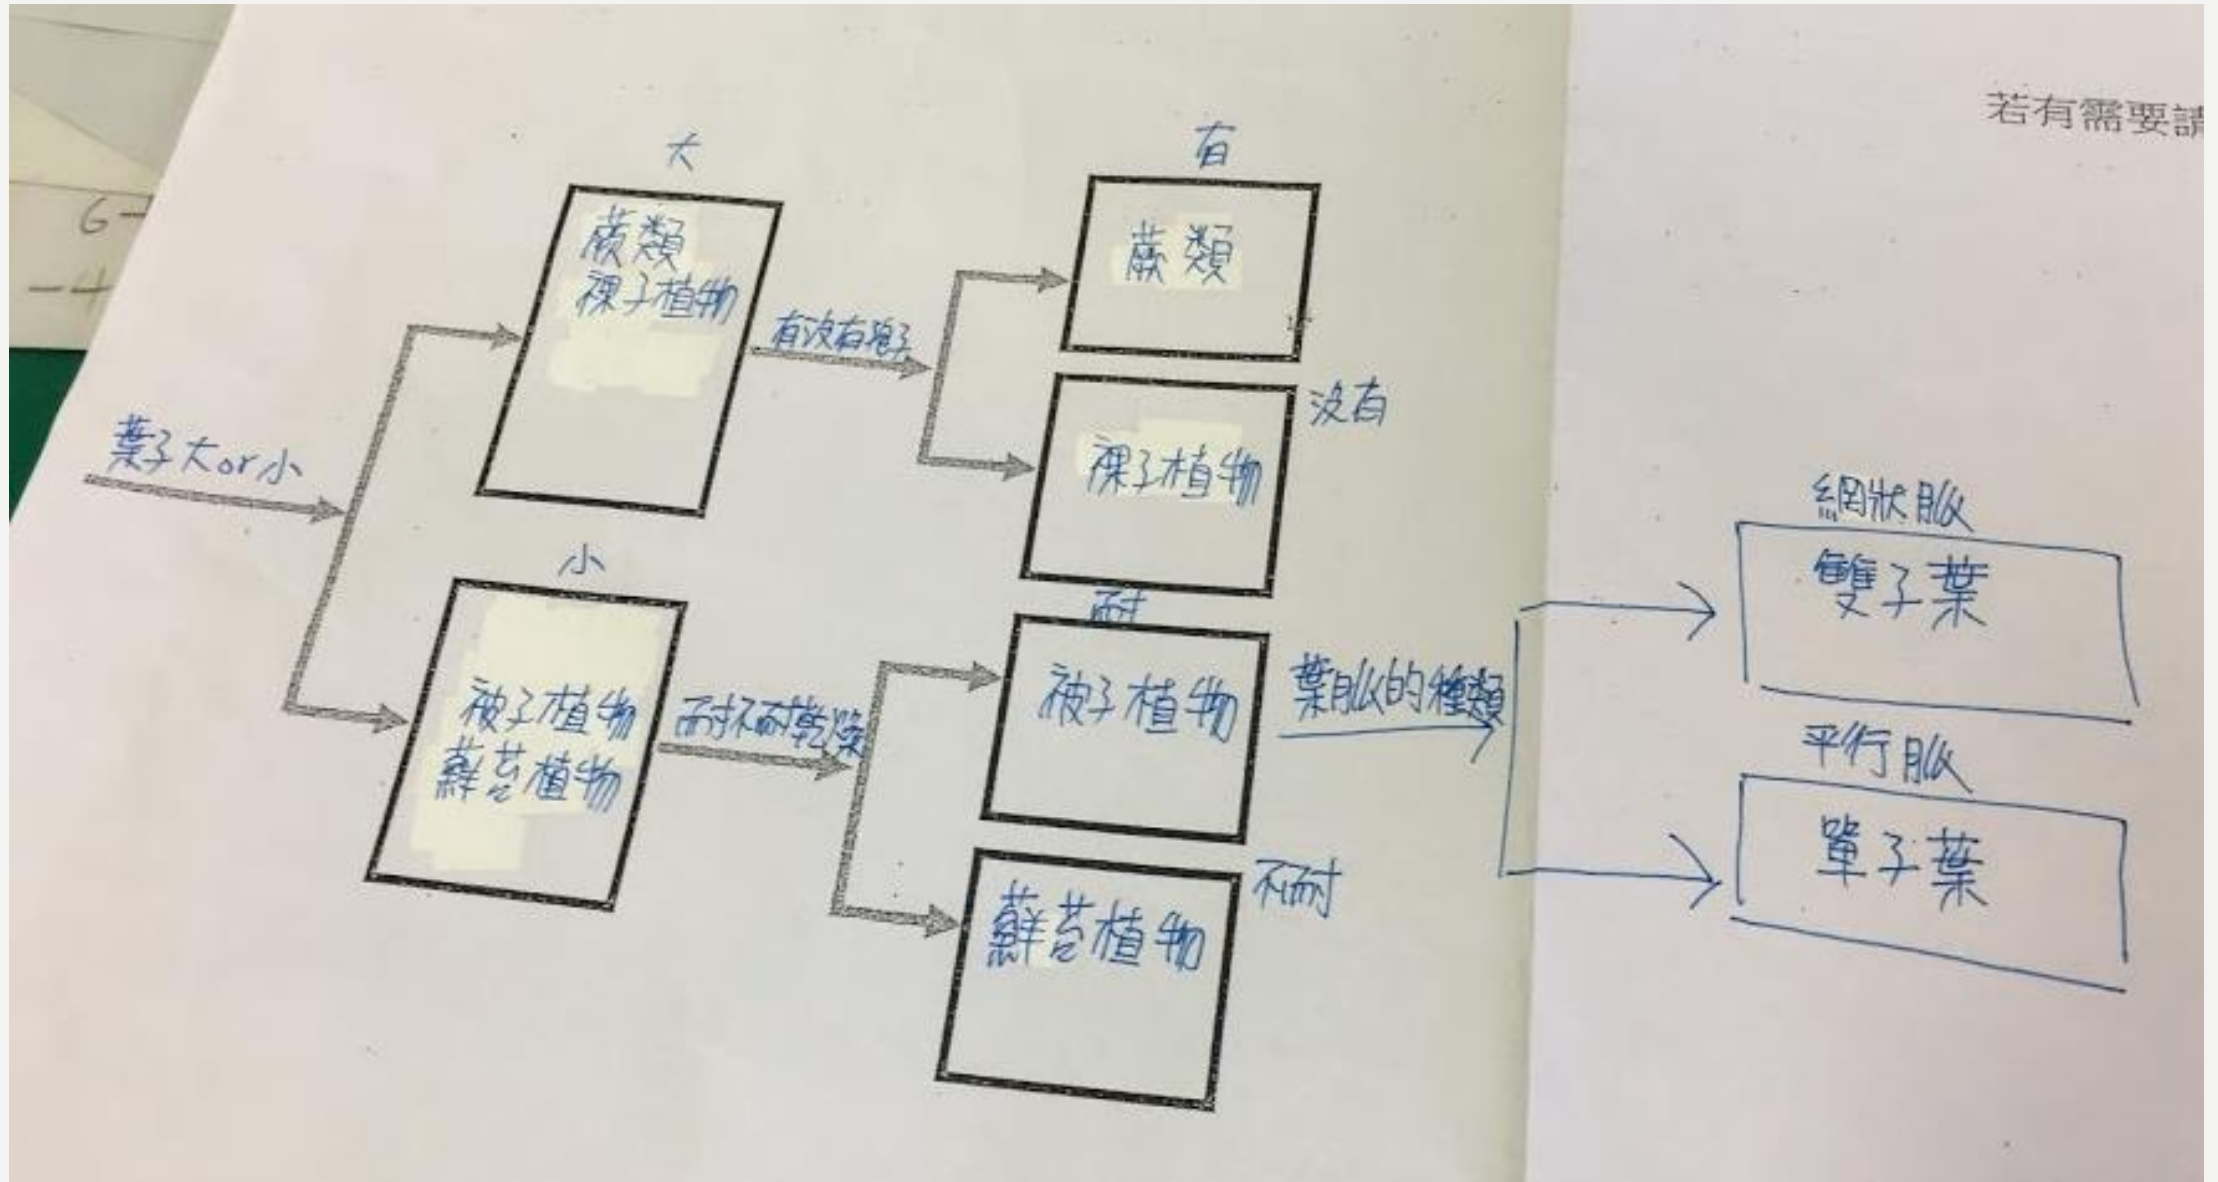 若有需要請
6-
-4
葉子大or小
大
蕨類
裸子植物
有沒有孢子
有
蕨類
沒有
裸子植物
小
被子植物
蘚苔植物
耐不耐乾燥
耐
被子植物
不耐
蘚苔植物
葉脈的種類
網狀脈
雙子葉
平行脈
單子葉